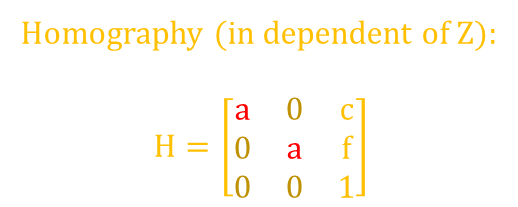 Homography (in dependent of Z):
a 0 c
H = 0 a f
0 0 1